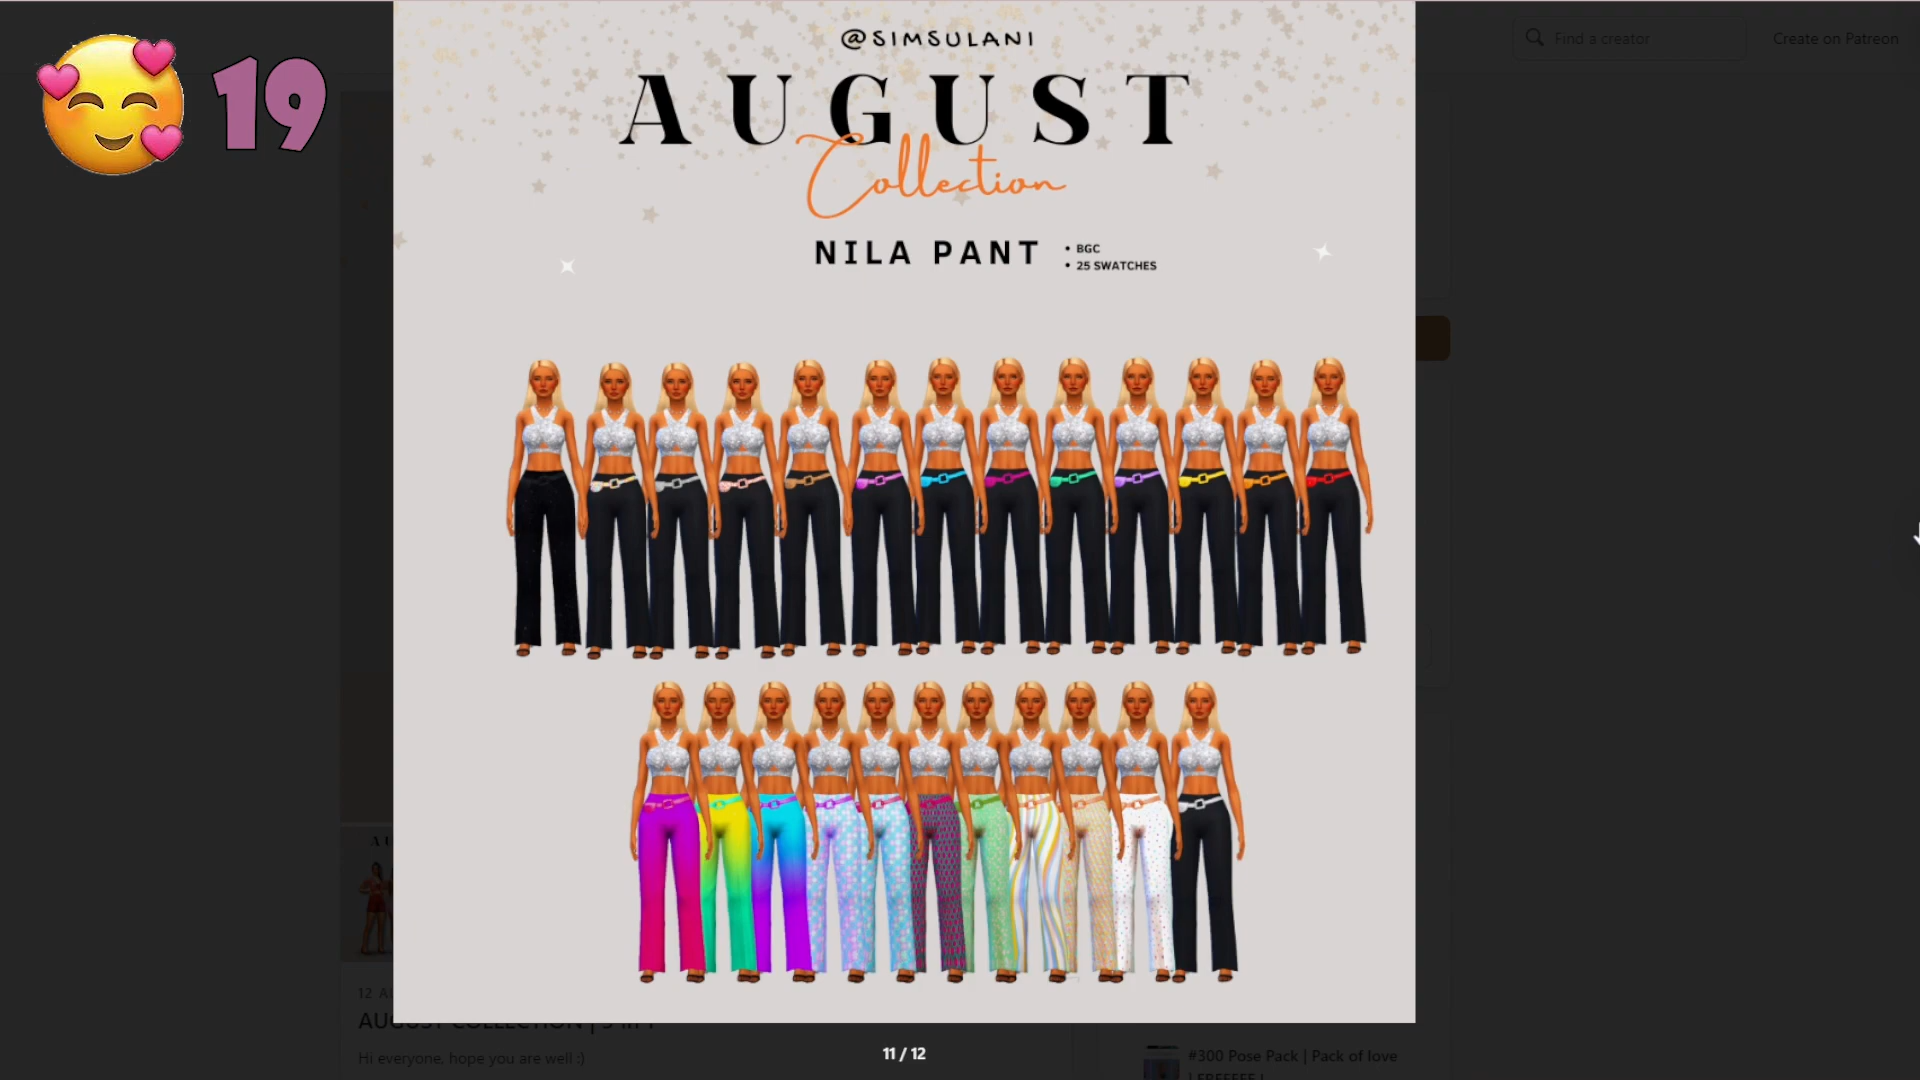 19
@SIMSULANI
AUGUST
Collection
NILA PANT
• BGC
• 25 SWATCHES
Find a creator
Create on Patreon
11 / 12
Hi everyone, hope you are well :)
#300 Pose Pack | Pack of love